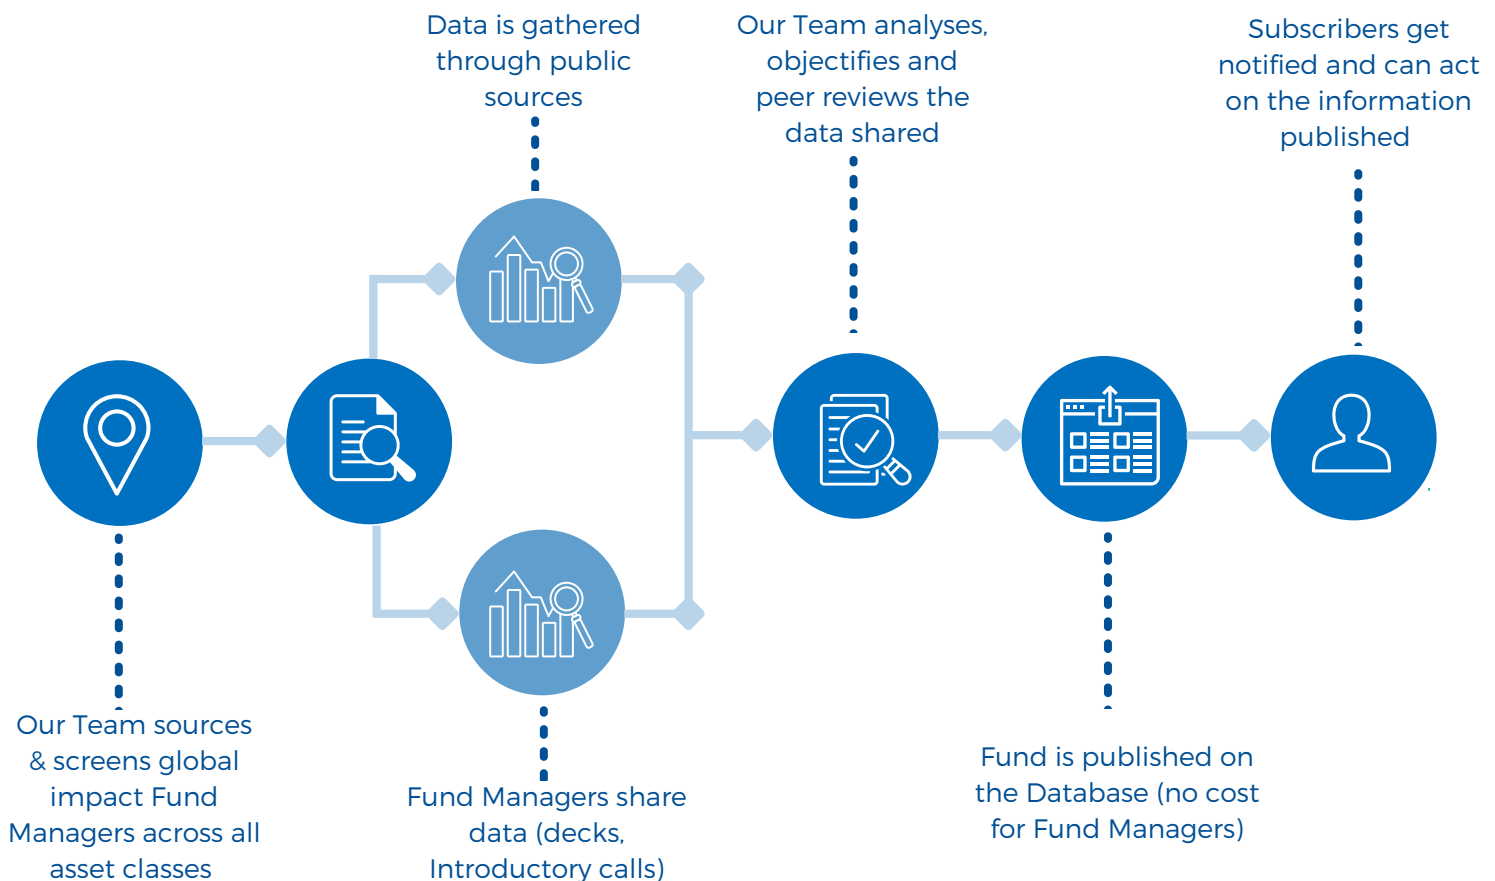 Data is gathered
through public
sources
Our Team analyses,
objectifies and
peer reviews the
data shared
Subscribers get
notified and can act
on the information
published
Our Team sources
& screens global
impact Fund
Managers across all
asset classes
Fund Managers share
data (decks,
Introductory calls)
Fund is published on
the Database (no cost
for Fund Managers)